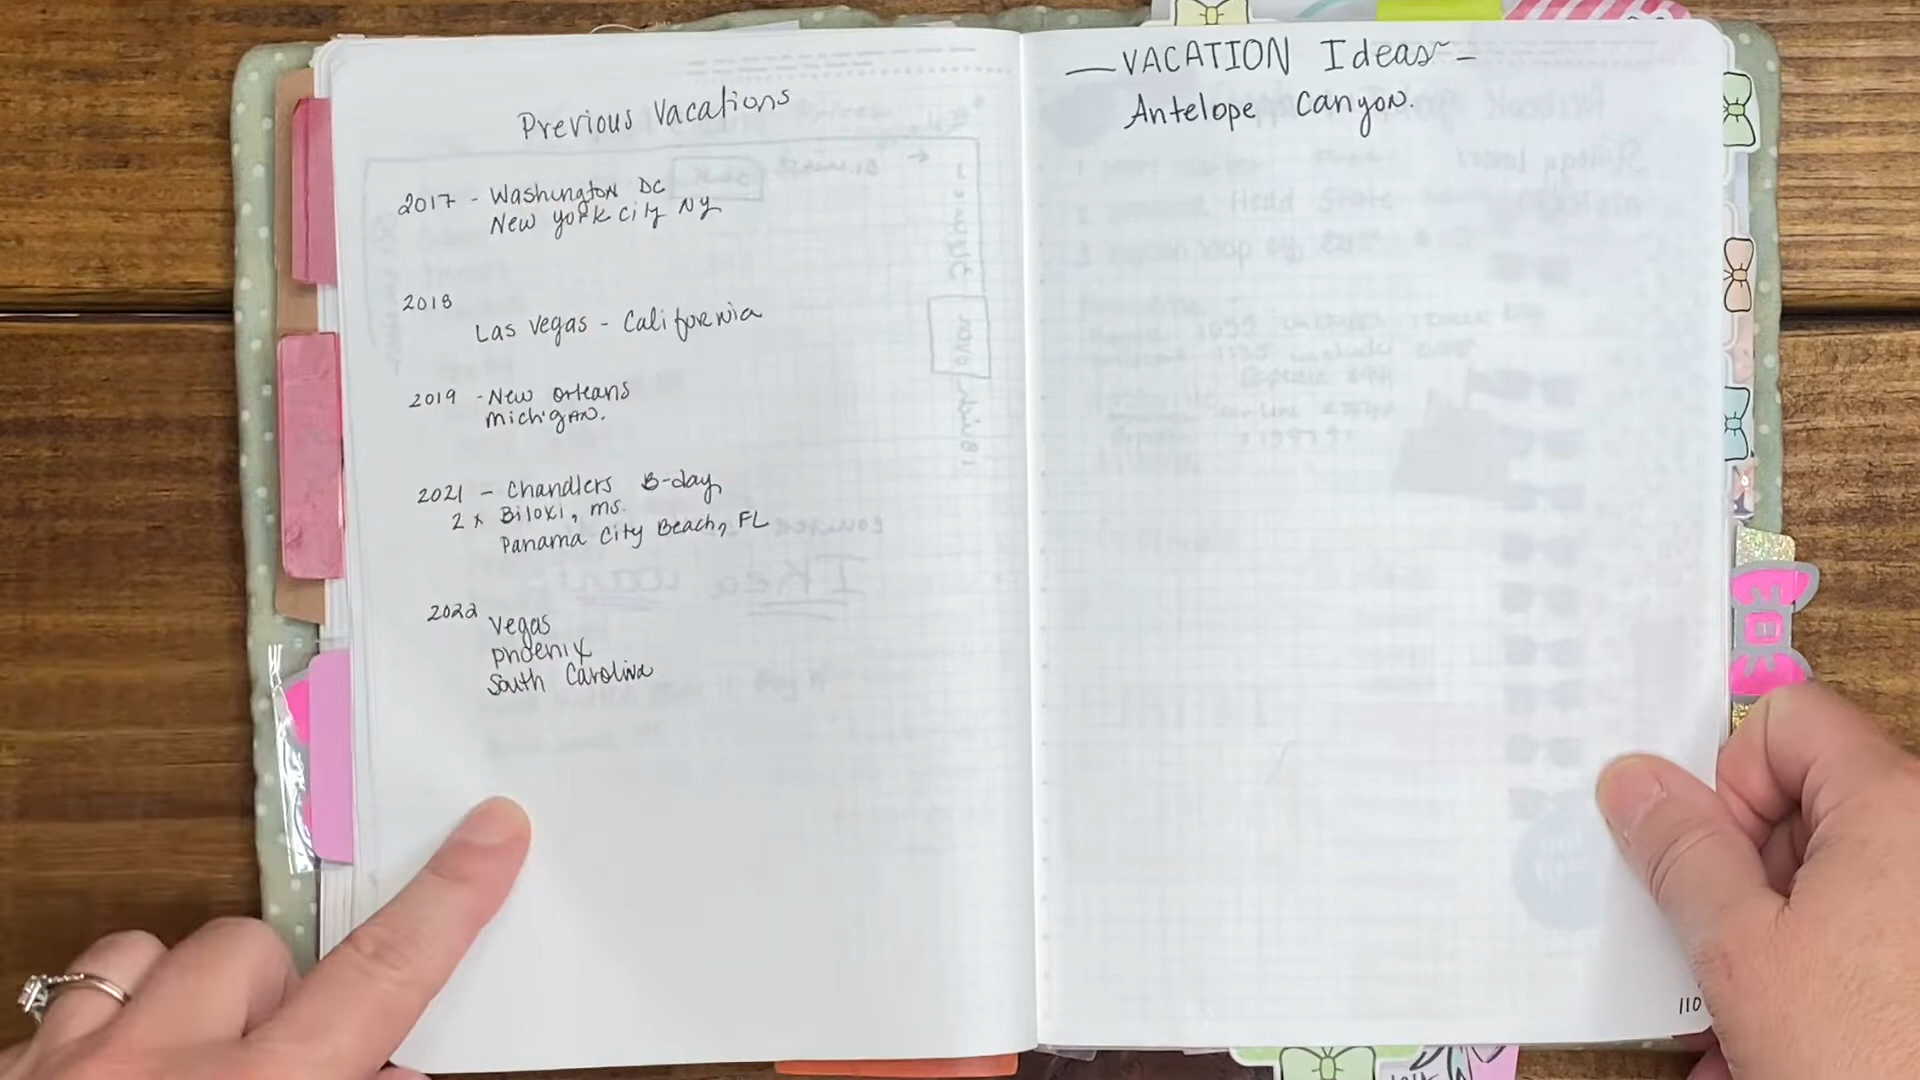 Previous Vacations
2017 - Washington DC
New York City NY
2018
Las Vegas - California
2019 - New Orleans
Michigan.
2021 - Chandlers B-day
2 x Biloxi, ms.
Panama City Beach, FL
2022
Vegas
Phoenix
South Carolina
— VACATION Ideas -
Antelope Canyon.
110